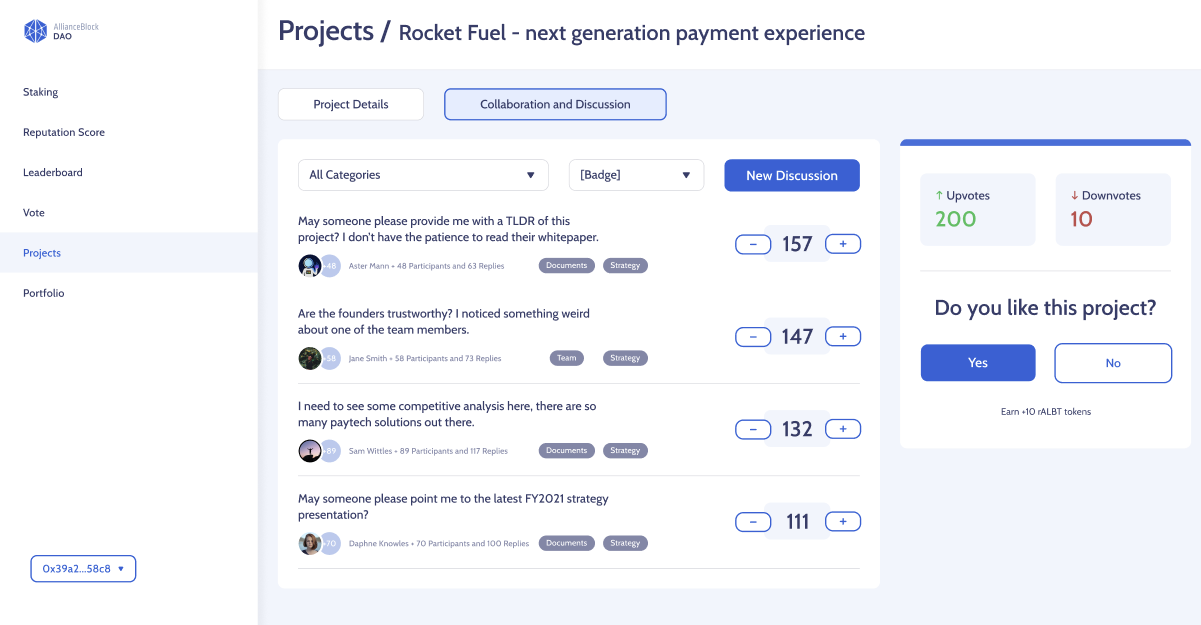 AllianceBlock
DAO
Staking
Reputation Score
Leaderboard
Vote
Projects
Portfolio
0x39a2...58c8 ▼
Projects / Rocket Fuel - next generation payment experience
Project Details
Collaboration and Discussion
All Categories ▼
[Badge] ▼
New Discussion
May someone please provide me with a TLDR of this
project? I don't have the patience to read their whitepaper.
+48 Aster Mann • 48 Participants and 63 Replies
Documents
Strategy
− 157 +
Are the founders trustworthy? I noticed something weird
about one of the team members.
+58 Jane Smith • 58 Participants and 73 Replies
Team
Strategy
− 147 +
I need to see some competitive analysis here, there are so
many paytech solutions out there.
+89 Sam Wittles • 89 Participants and 117 Replies
Documents
Strategy
− 132 +
May someone please point me to the latest FY2021 strategy
presentation?
+70 Daphne Knowles • 70 Participants and 100 Replies
Documents
Strategy
− 111 +
↑ Upvotes
200
↓ Downvotes
10
Do you like this project?
Yes
No
Earn +10 rALBT tokens